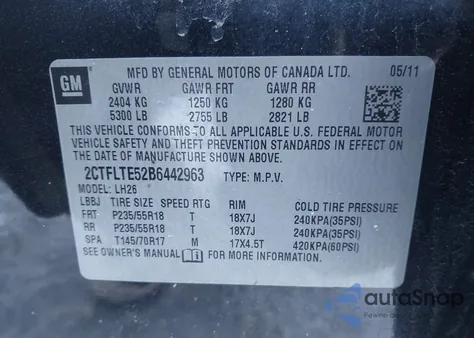 GM
MFD BY GENERAL MOTORS OF CANADA LTD. 05/11
GVWR GAWR FRT GAWR RR
2404 KG 1250 KG 1280 KG
5300 LB 2755 LB 2821 LB
THIS VEHICLE CONFORMS TO ALL APPLICABLE U.S. FEDERAL MOTOR
VEHICLE SAFETY, BUMPER, AND THEFT PREVENTION STANDARDS IN EFFECT ON
THE DATE OF MANUFACTURE SHOWN ABOVE.
2CTFLTE52B6442963 TYPE: M.P.V.
MODEL: LH26
LBBJ TIRE SIZE SPEED RTG RIM COLD TIRE PRESSURE
FRT P235/55R18 T 18X7J 240KPA(35PSI)
RR P235/55R18 T 18X7J 240KPA(35PSI)
SPA T145/70R17 M 17X4.5T 420KPA(60PSI)
SEE OWNER'S MANUAL FOR MORE INFORMATION.
autoSnap